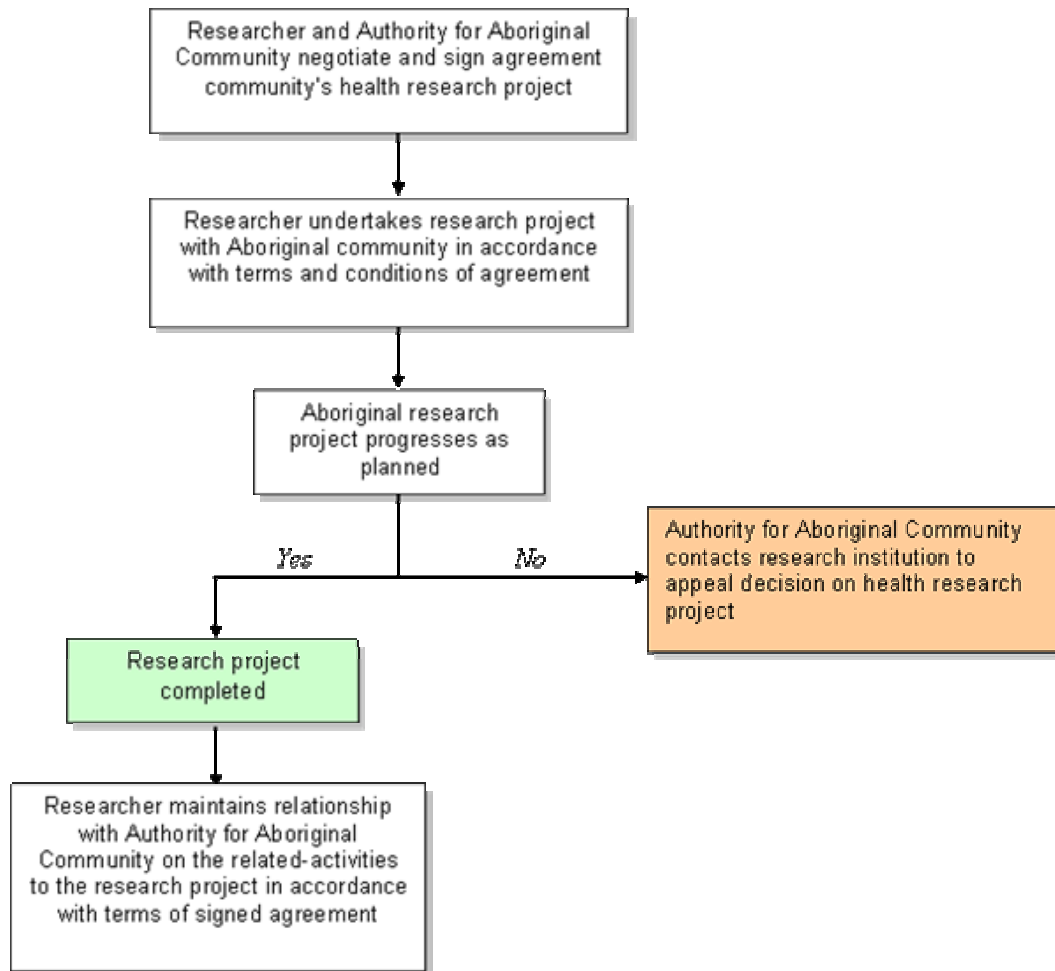 Researcher and Authority for Aboriginal
Community negotiate and sign agreement
community's health research project
Researcher undertakes research project
with Aboriginal community in accordance
with terms and conditions of agreement
Aboriginal research
project progresses as
planned
Yes
No
Authority for Aboriginal Community
contacts research institution to
appeal decision on health research
project
Research project
completed
Researcher maintains relationship
with Authority for Aboriginal
Community on the related-activities
to the research project in accordance
with terms of signed agreement